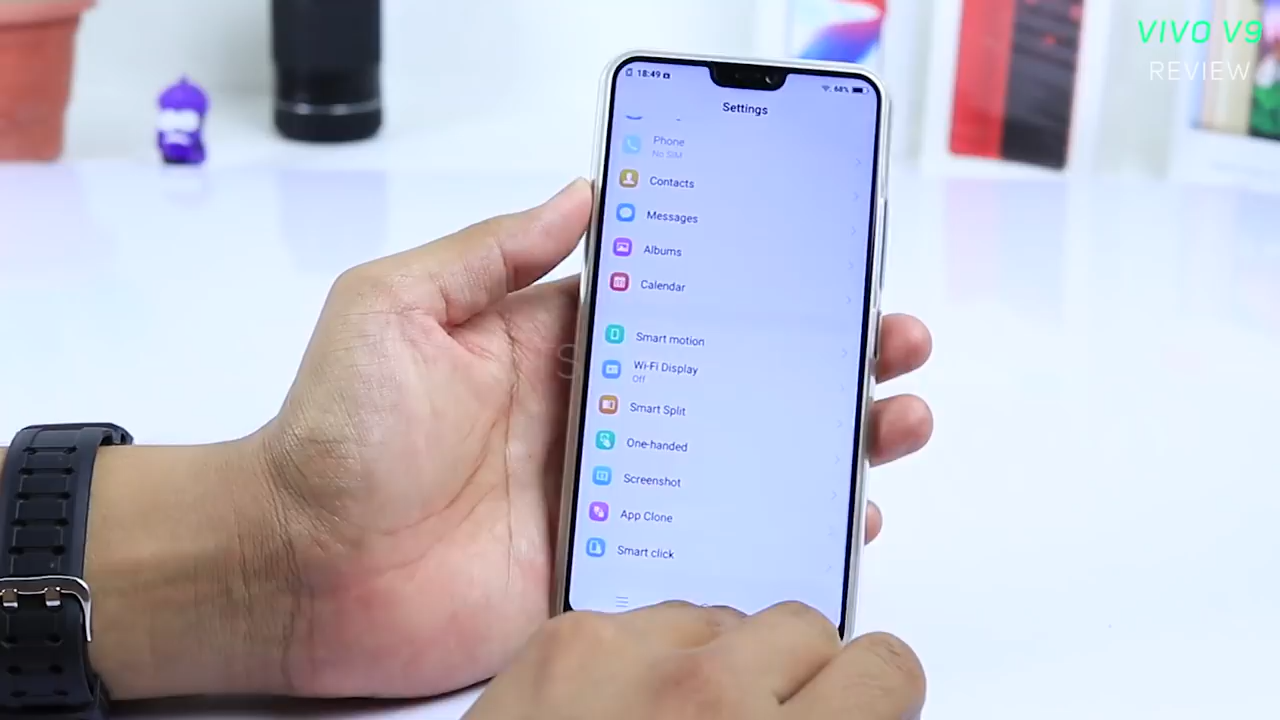 VIVO V9
REVIEW
18:49
68%
Settings
Phone
No SIM
Contacts
Messages
Albums
Calendar
Smart motion
Wi-Fi Display
Off
Smart Split
One-handed
Screenshot
App Clone
Smart click